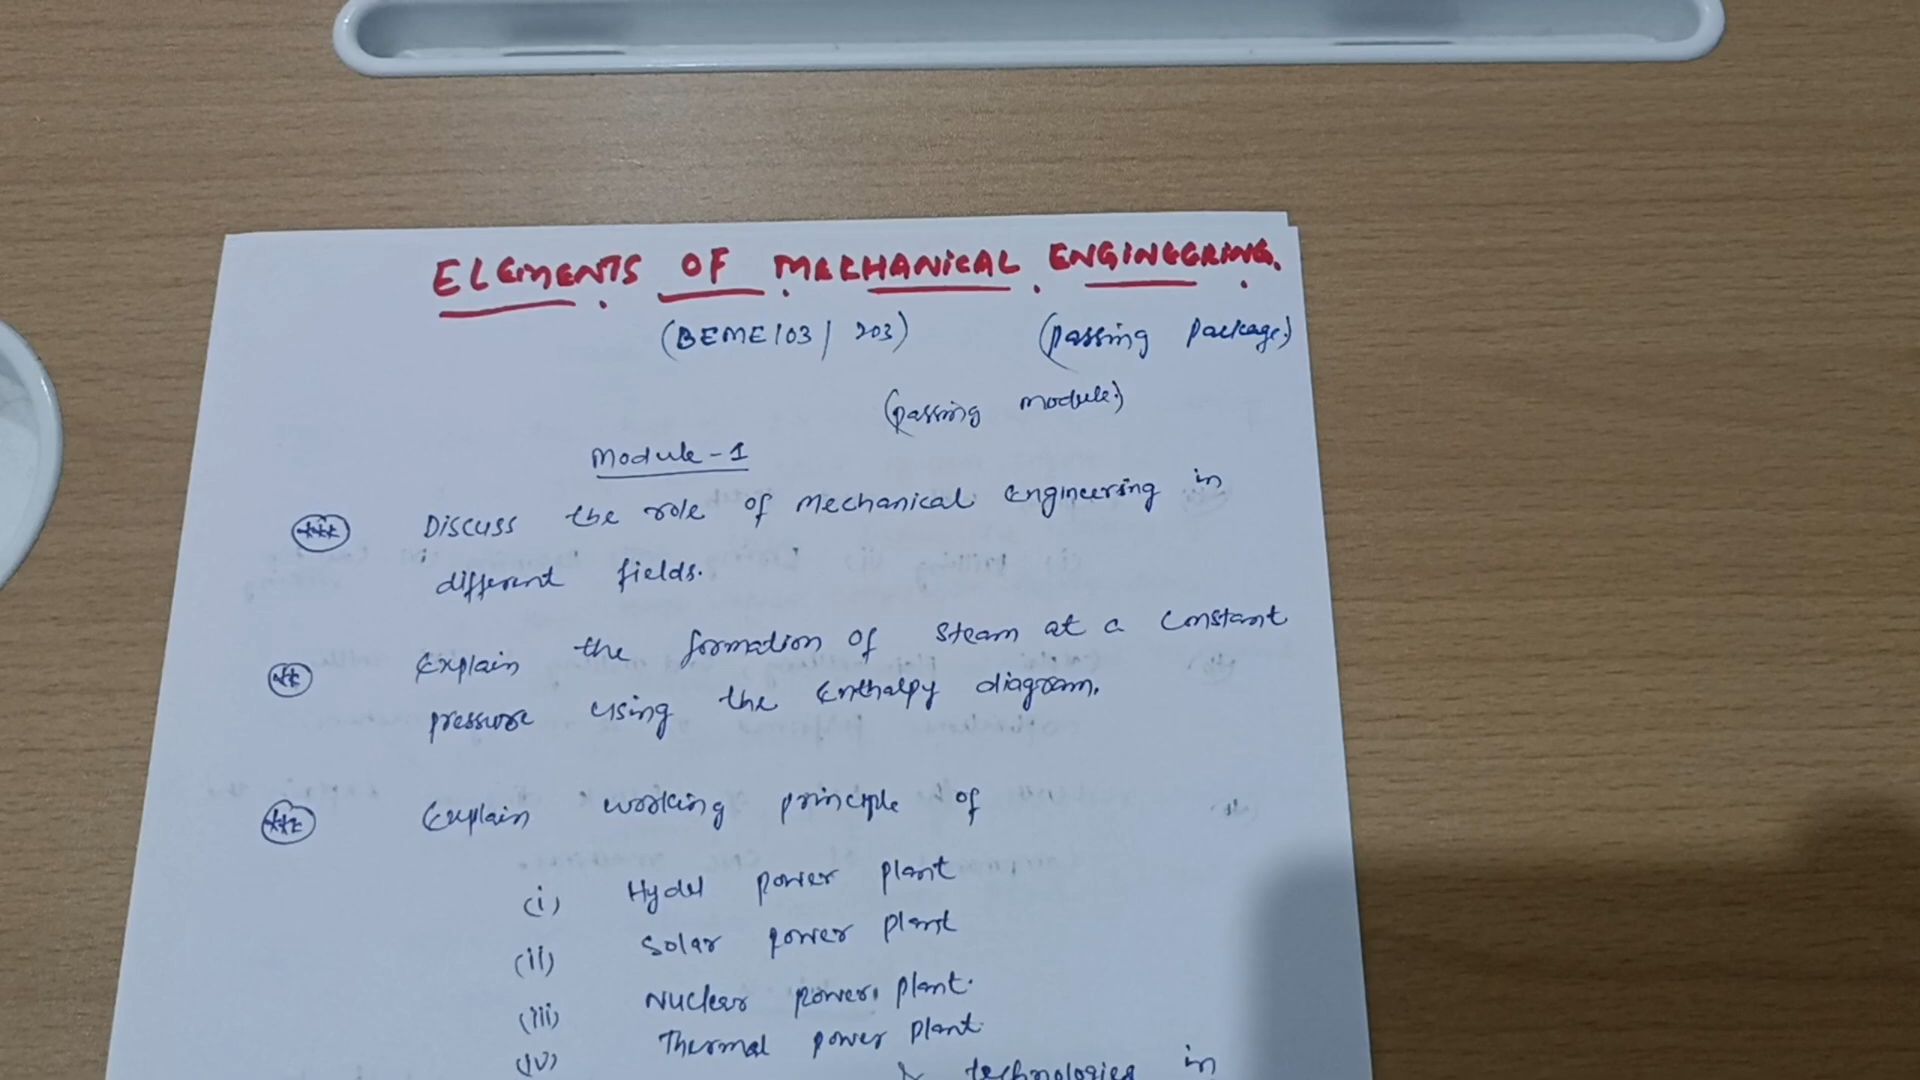 ELEMENTS OF MECHANICAL ENGINEERING.
(BEME103 / 203) (passing package)
(passing module)
Module - 1
*** Discuss the role of Mechanical Engineering in
different fields.
** Explain the formation of steam at a constant
pressure using the Enthalpy diagram.
*** Explain working principle of
(i) Hydel power plant
(ii) Solar power plant
(iii) Nuclear power plant.
(iv) Thermal power plant.
technologies in